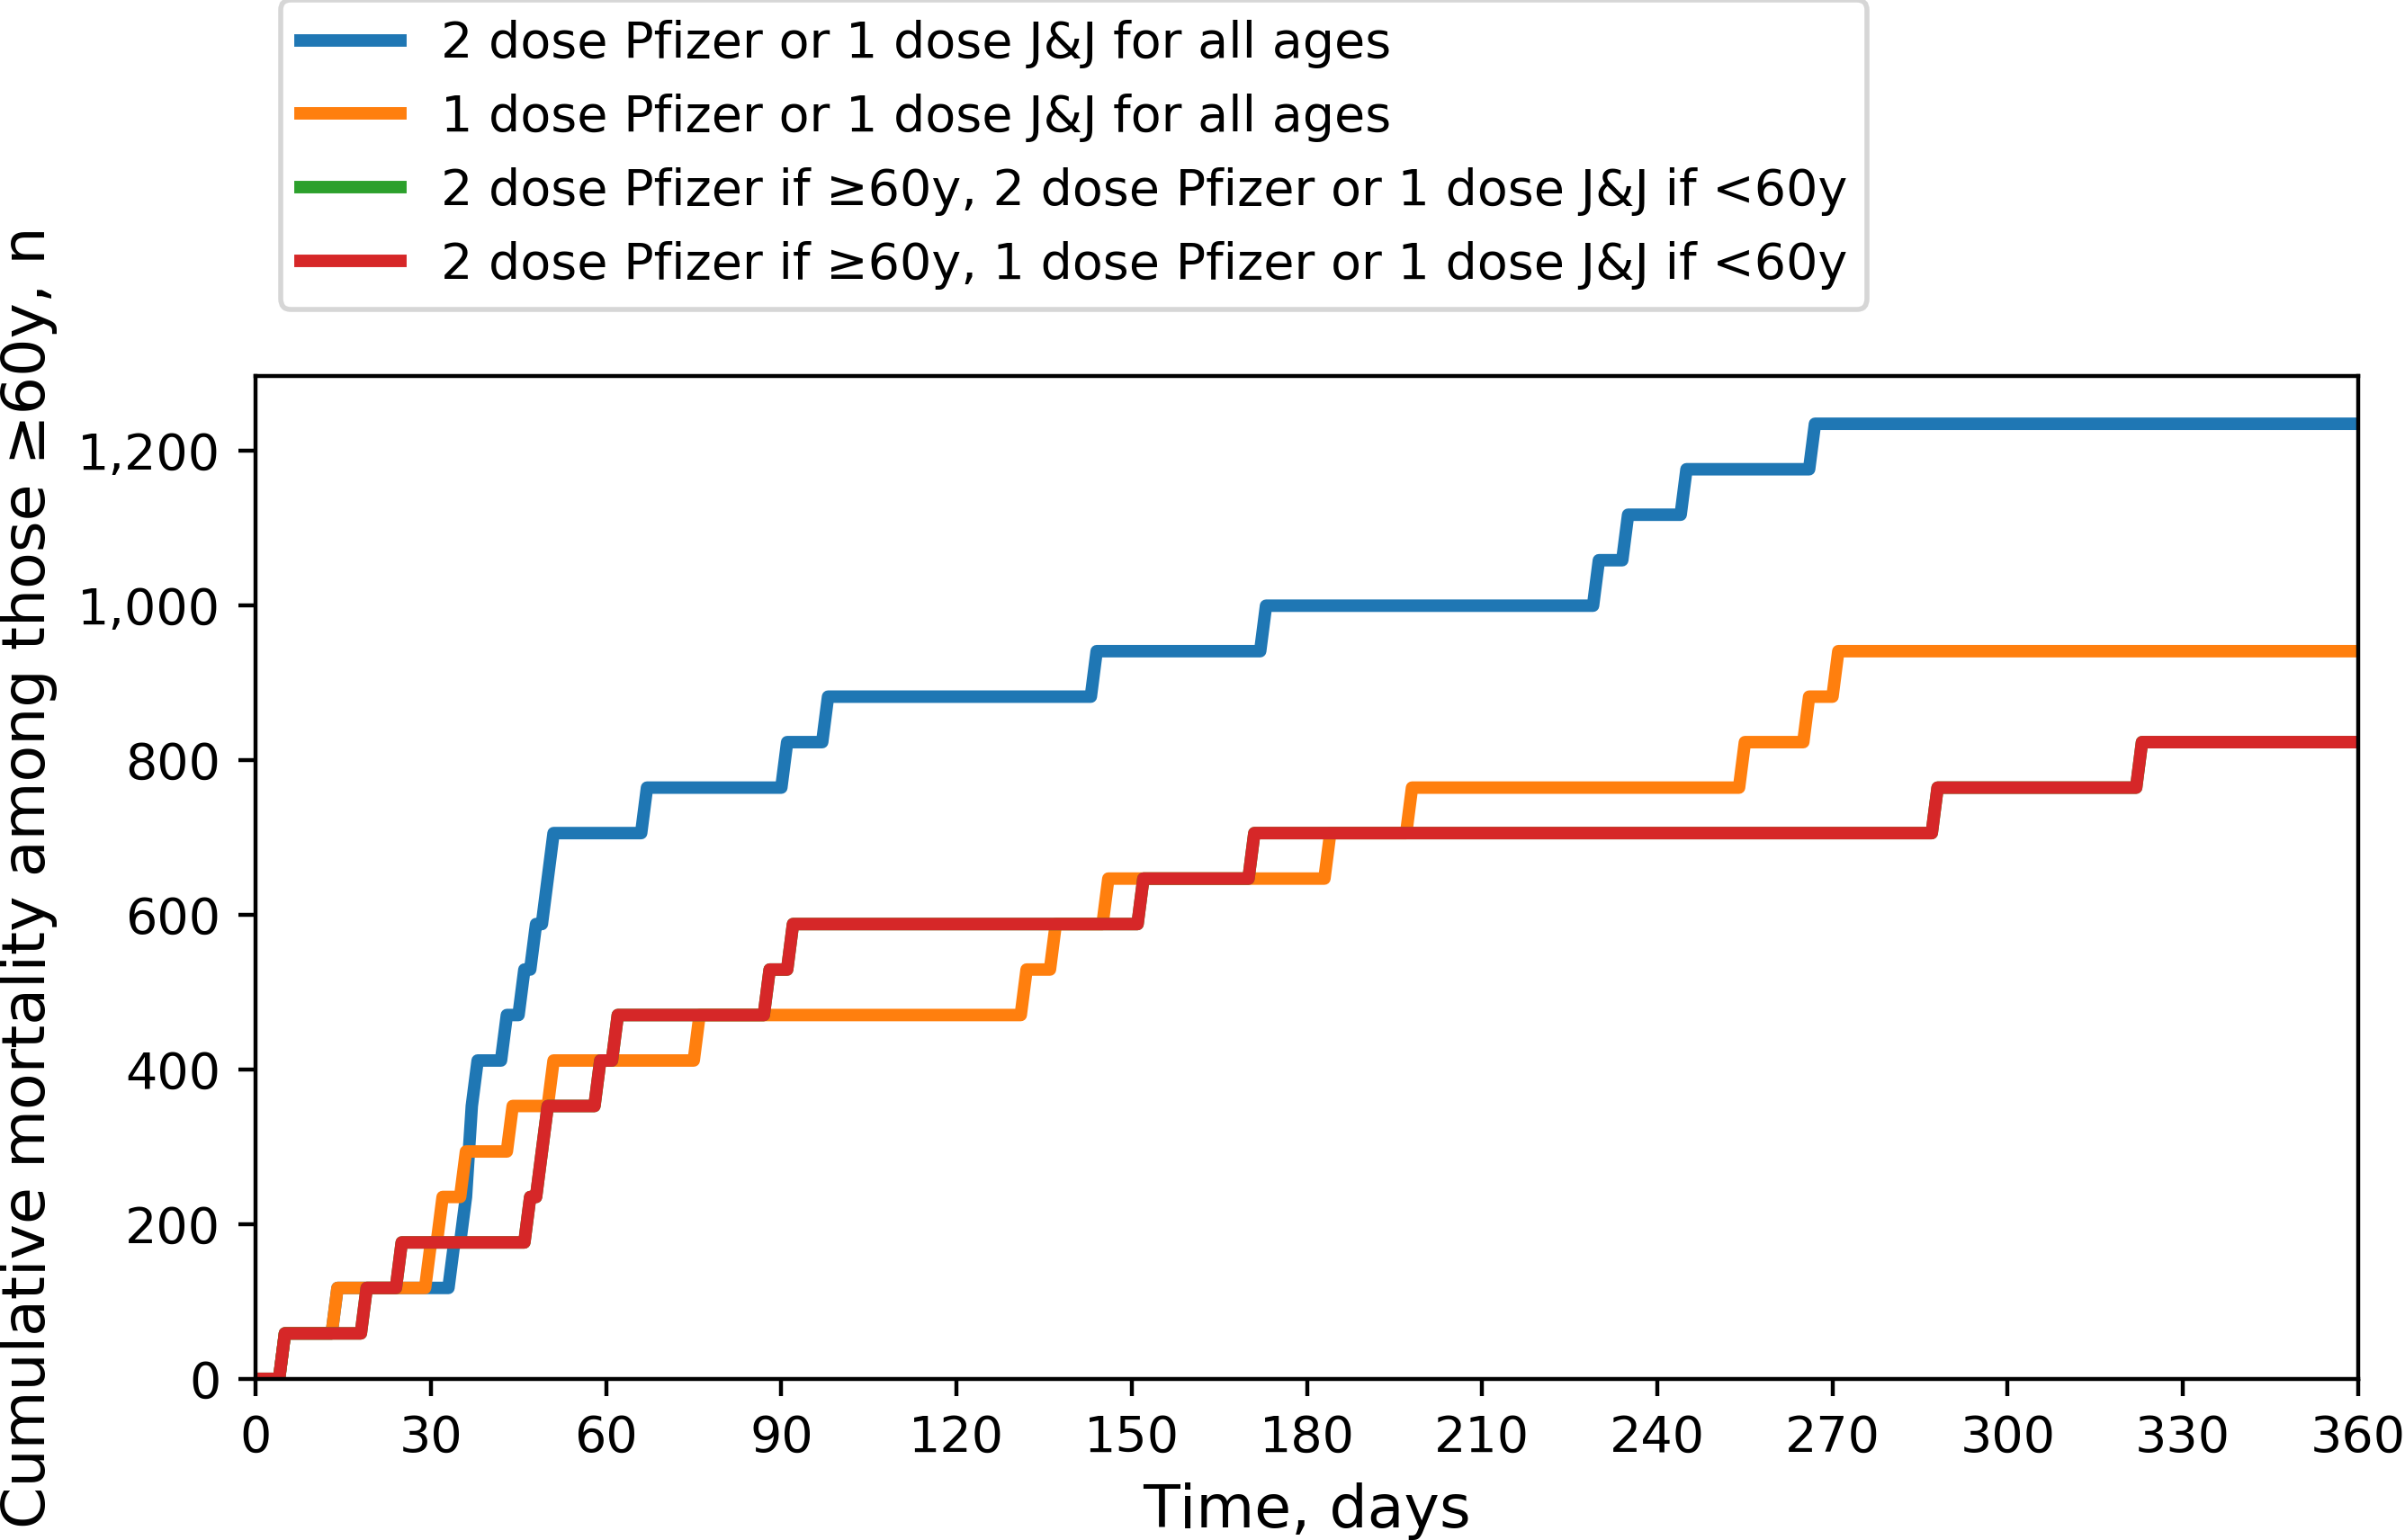 2 dose Pfizer or 1 dose J&J for all ages
1 dose Pfizer or 1 dose J&J for all ages
2 dose Pfizer if ≥60y, 2 dose Pfizer or 1 dose J&J if <60y
2 dose Pfizer if ≥60y, 1 dose Pfizer or 1 dose J&J if <60y
Cumulative mortality among those ≥60y, n
1,200
1,000
800
600
400
200
0
0 30 60 90 120 150 180 210 240 270 300 330 360
Time, days